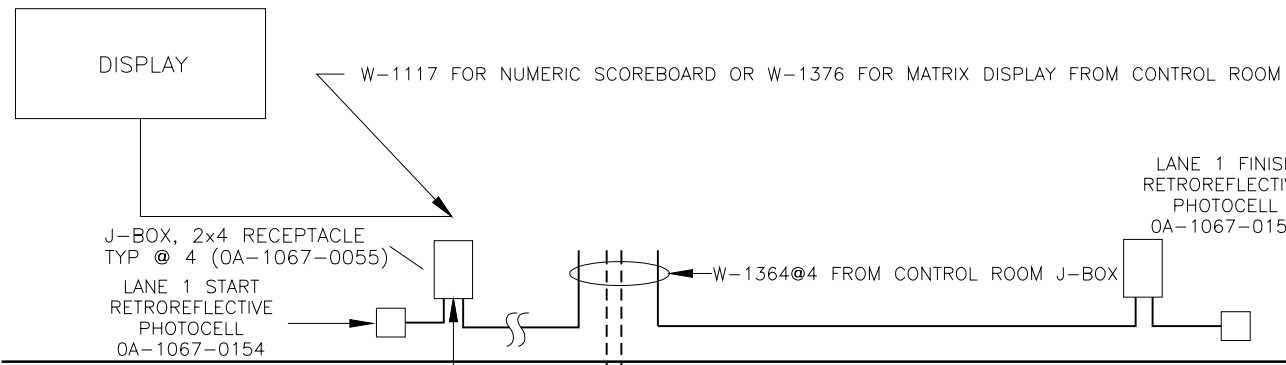 DISPLAY
W-1117 FOR NUMERIC SCOREBOARD OR W-1376 FOR MATRIX DISPLAY FROM CONTROL ROOM
LANE 1 FINIS
RETROREFLECTI
PHOTOCELL
0A-1067-015
J-BOX, 2x4 RECEPTACLE
TYP @ 4 (0A-1067-0055)
W-1364@4 FROM CONTROL ROOM J-BOX
LANE 1 START
RETROREFLECTIVE
PHOTOCELL
0A-1067-0154